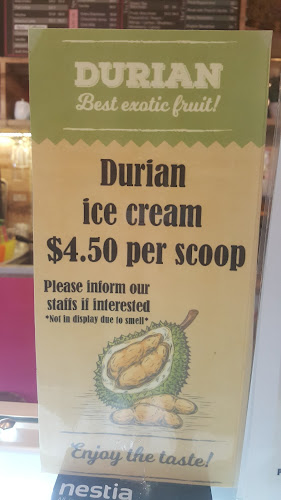 DURIAN
Best exotic fruit!
Durian
ice cream
$4.50 per scoop
Please inform our
staffs if interested
*Not in display due to smell*
Enjoy the taste!
nestia